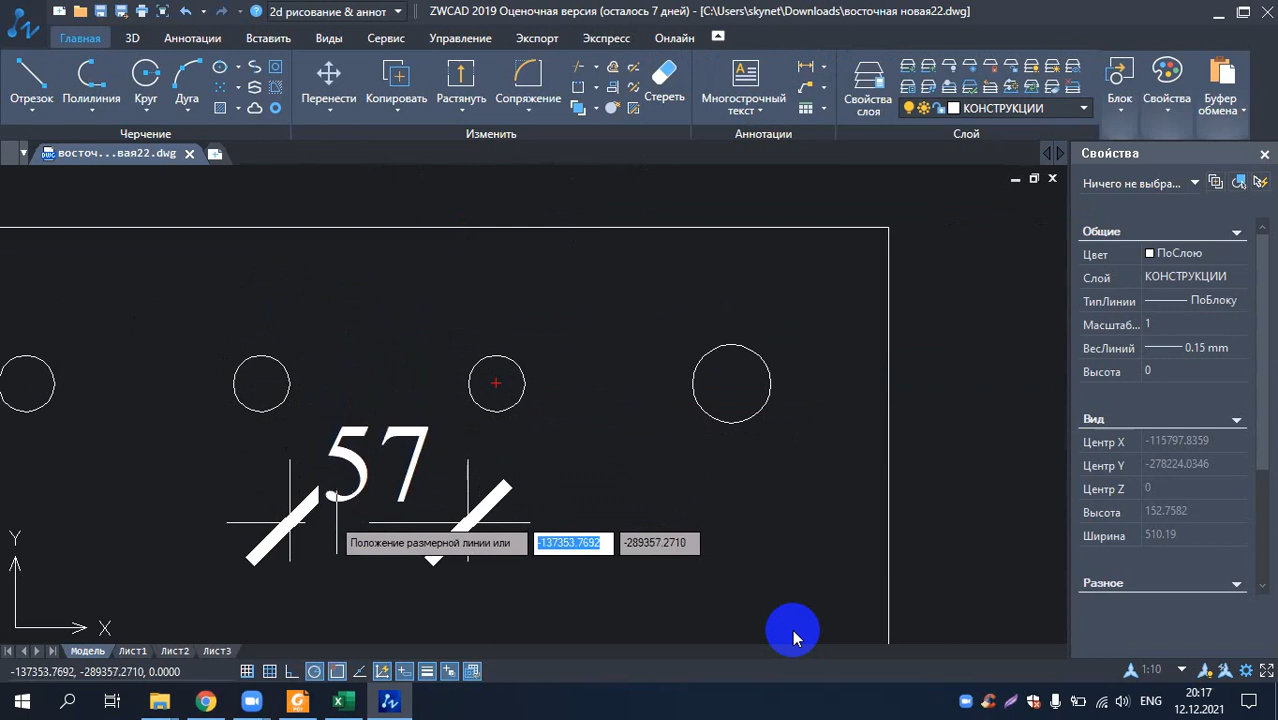 2d рисование & аннот
ZWCAD 2019 Оценочная версия (осталось 7 дней) - [C:\Users\skynet\Downloads\восточная новая22.dwg]
Главная 3D Аннотации Вставить Виды Сервис Управление Экспорт Экспресс Онлайн
Отрезок Полилиния Круг Дуга Перенести Копировать Растянуть Сопряжение Стереть Многострочный текст Свойства слоя КОНСТРУКЦИИ Блок Свойства Буфер обмена
Черчение Изменить Аннотации Слой
восточ...вая22.dwg
Свойства
Ничего не выбра...
Общие
Цвет ПоСлою
Слой КОНСТРУКЦИИ
ТипЛинии ПоБлоку
Масштаб... 1
ВесЛиний 0.15 mm
Высота 0
Вид
Центр X -115797.8359
Центр Y -278224.0346
Центр Z 0
Высота 152.7582
Ширина 510.19
Разное
57
Положение размерной линии или -137353.7692 -289357.2710
Y
X
Модель Лист1 Лист2 Лист3
-137353.7692, -289357.2710, 0.0000
1:10
ENG
20:17
12.12.2021